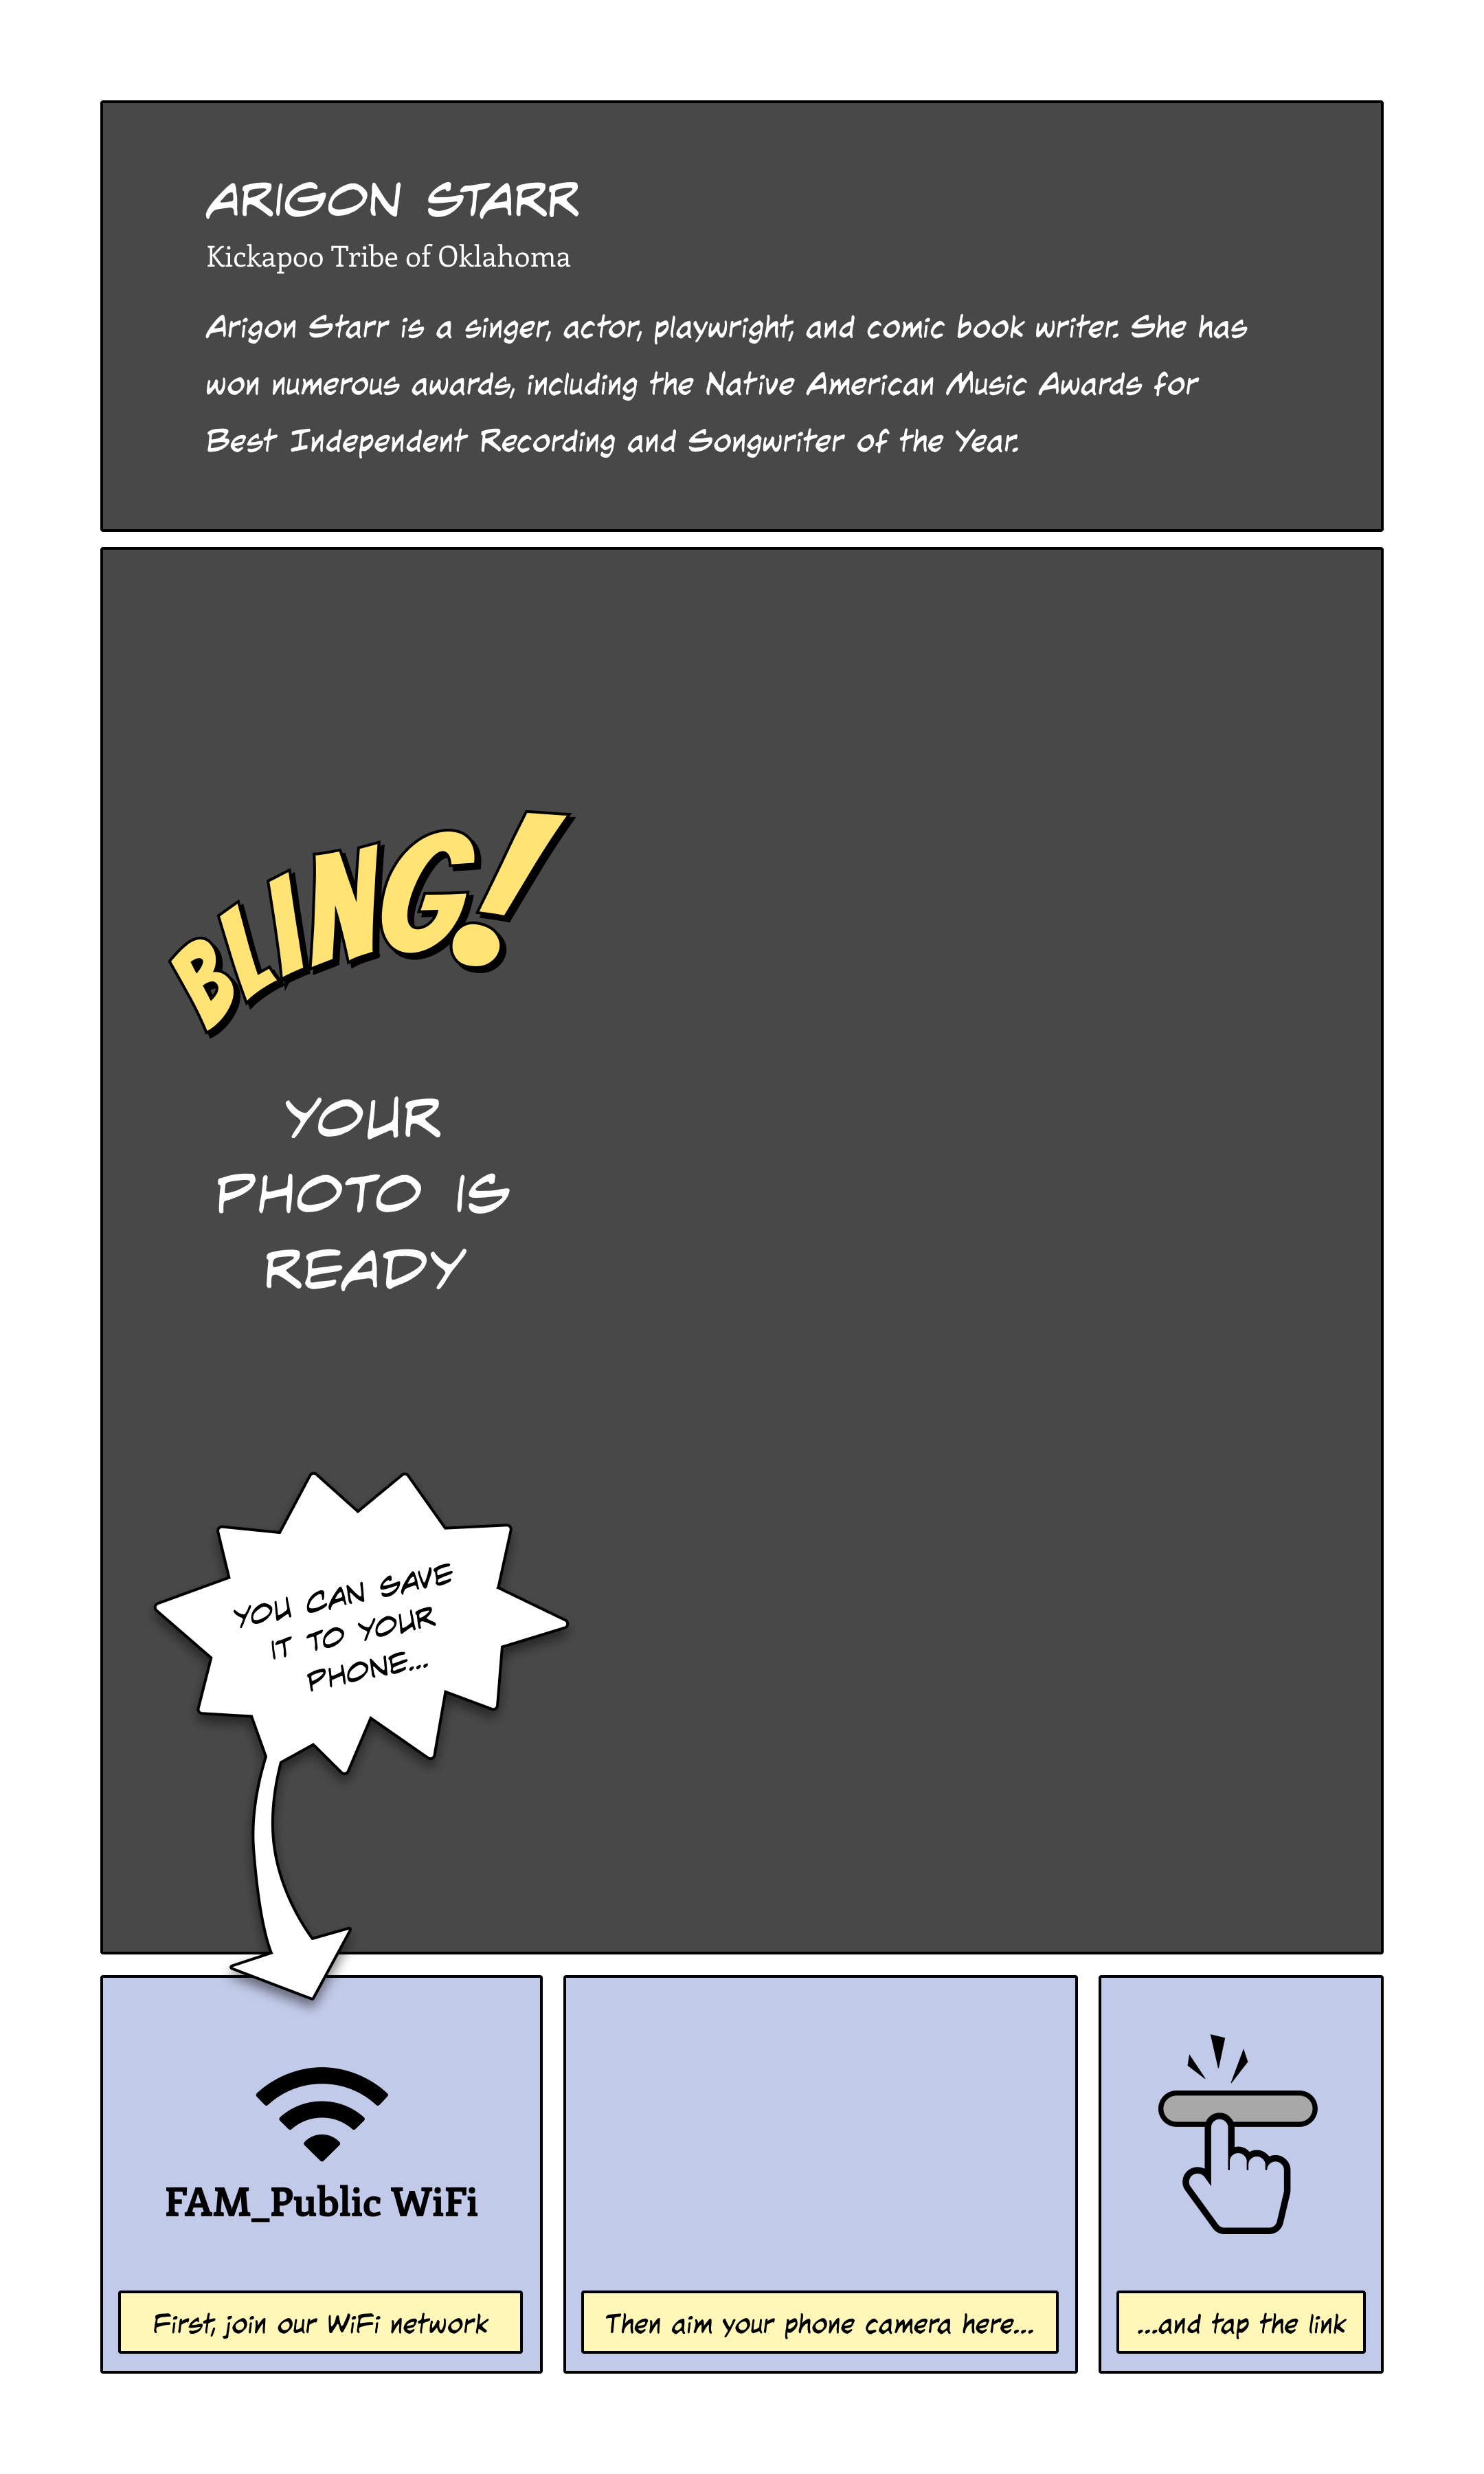 ARIGON STARR
Kickapoo Tribe of Oklahoma
Arigon Starr is a singer, actor, playwright, and comic book writer. She has
won numerous awards, including the Native American Music Awards for
Best Independent Recording and Songwriter of the Year.
BLING!
YOUR
PHOTO IS
READY
YOU CAN SAVE
IT TO YOUR
PHONE...
FAM_Public WiFi
First, join our WiFi network
Then aim your phone camera here...
...and tap the link